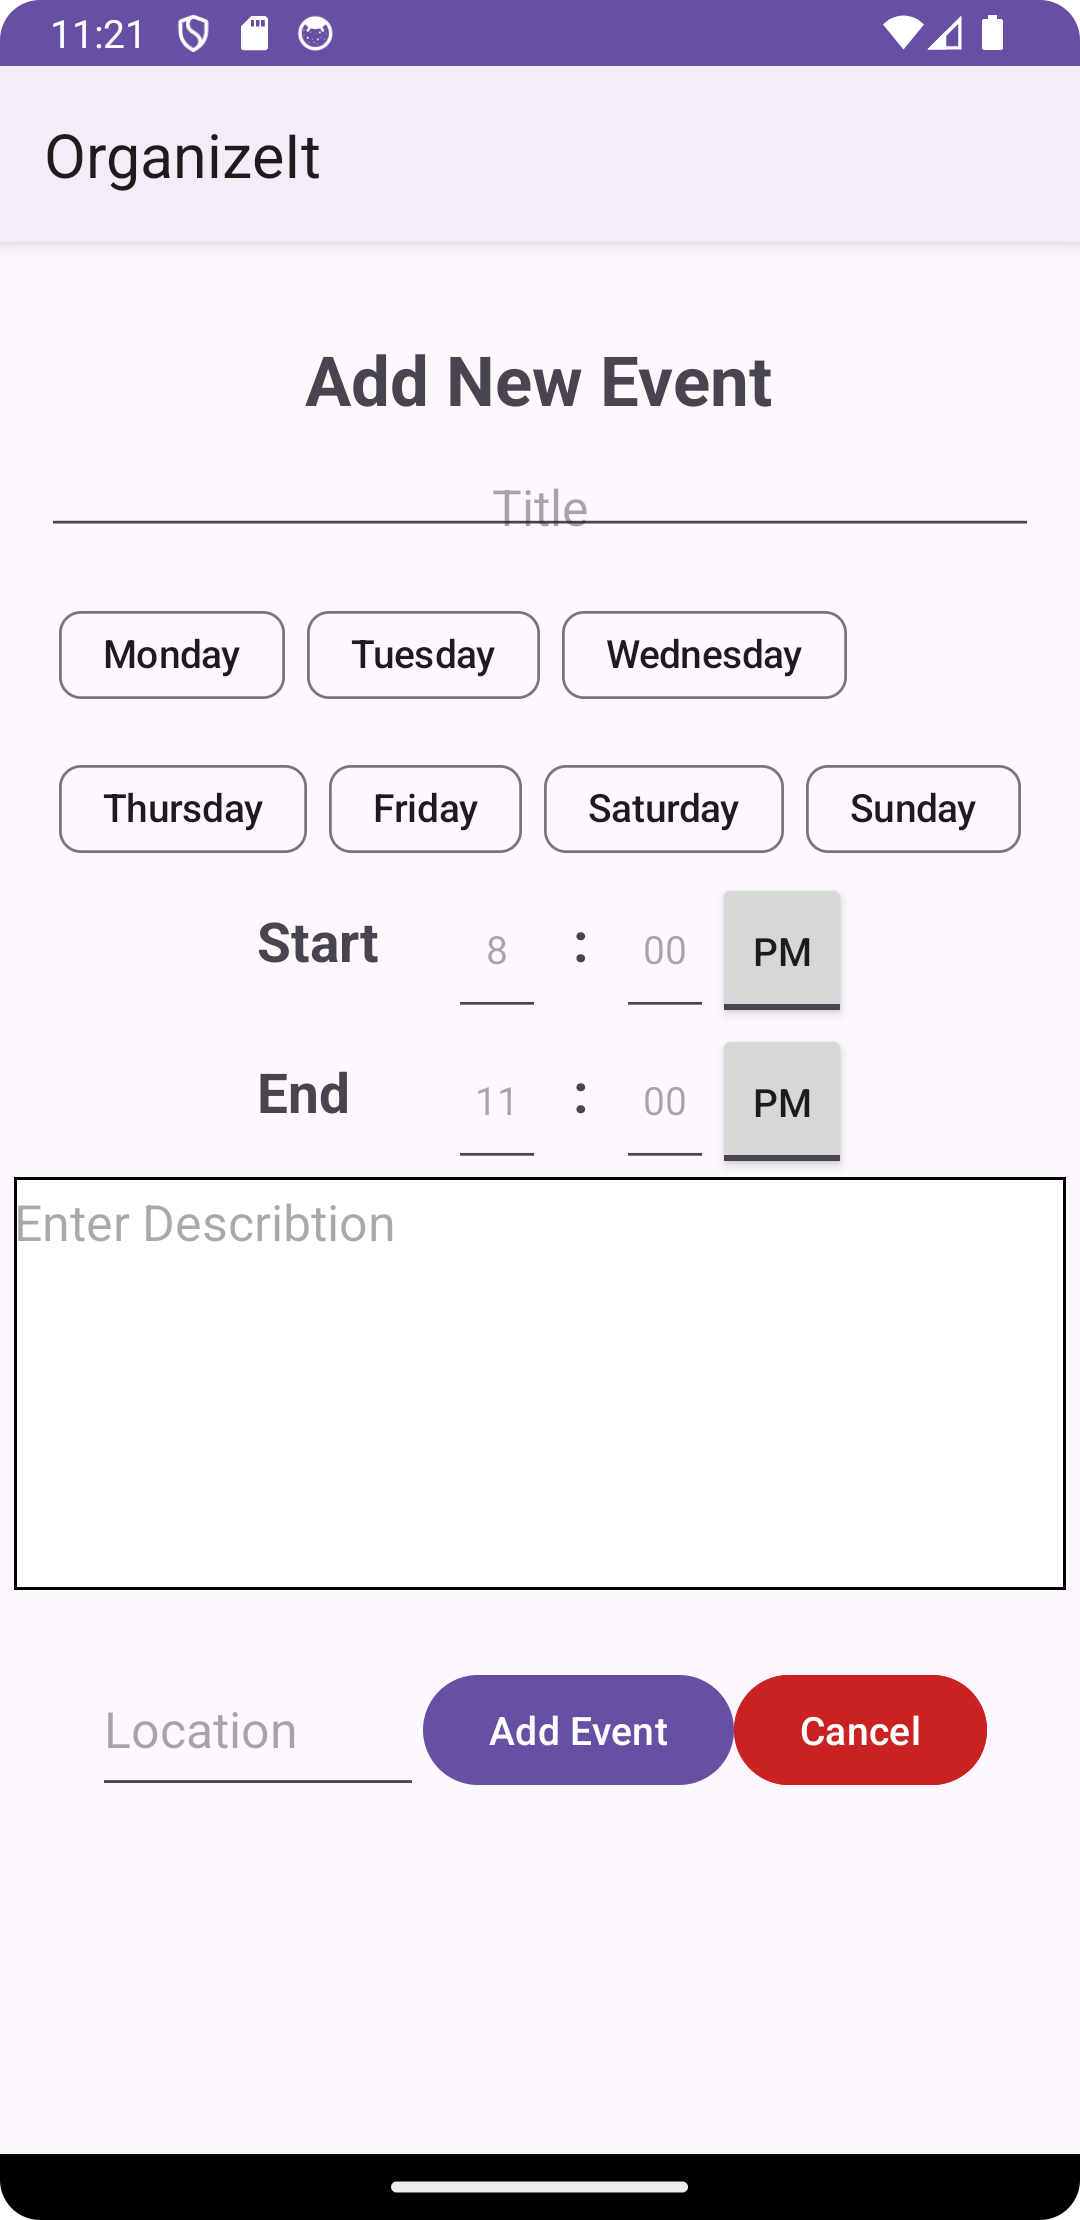 11:21
OrganizeIt
Add New Event
Title
Monday Tuesday Wednesday
Thursday Friday Saturday Sunday
Start 8 : 00 PM
End 11 : 00 PM
Enter Describtion
Location Add Event Cancel